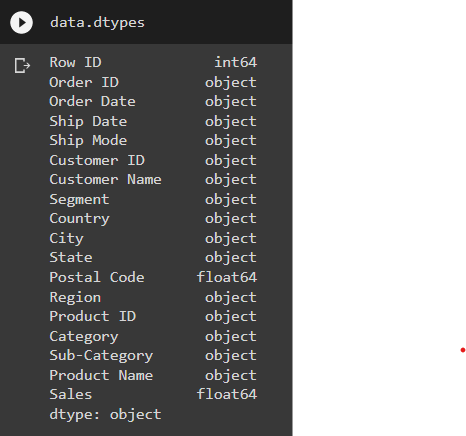 data.dtypes
Row ID int64
Order ID object
Order Date object
Ship Date object
Ship Mode object
Customer ID object
Customer Name object
Segment object
Country object
City object
State object
Postal Code float64
Region object
Product ID object
Category object
Sub-Category object
Product Name object
Sales float64
dtype: object